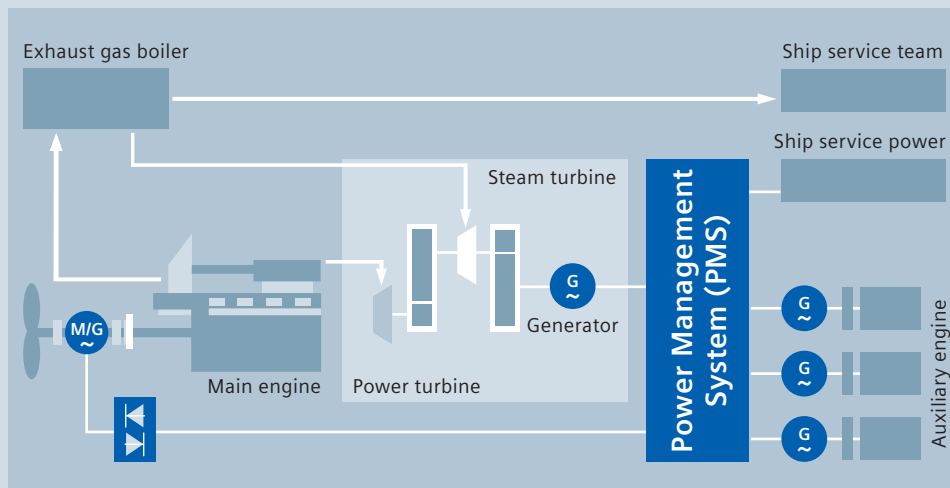 Exhaust gas boiler
Ship service team
Ship service power
Steam turbine
Power Management
System (PMS)
G
~
Generator
M/G
~
Main engine
Power turbine
G
~
G
~
G
~
Auxiliary engine